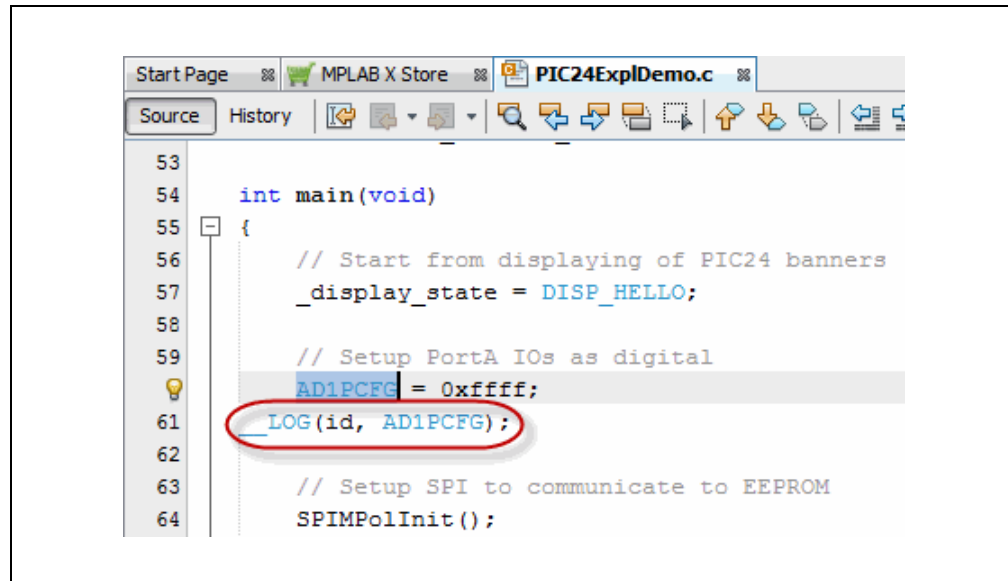 Start Page MPLAB X Store PIC24ExplDemo.c
Source History
53
54 int main(void)
55 {
56 // Start from displaying of PIC24 banners
57 _display_state = DISP_HELLO;
58
59 // Setup PortA IOs as digital
AD1PCFG = 0xffff;
61 __LOG(id, AD1PCFG);
62
63 // Setup SPI to communicate to EEPROM
64 SPIMPolInit();